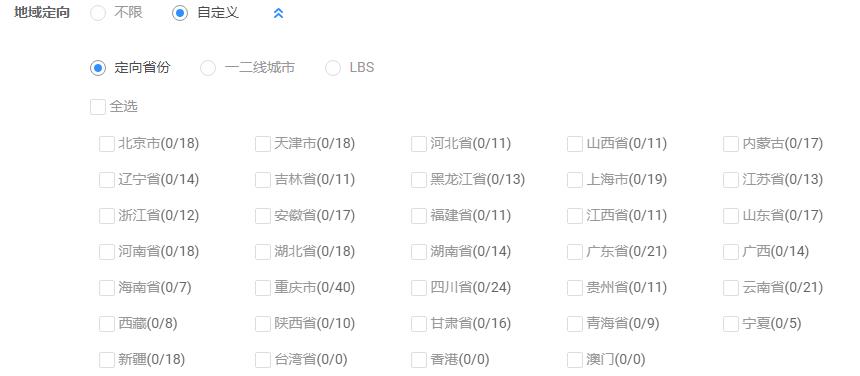 地域定向 不限 自定义
定向省份 一二线城市 LBS
全选
北京市(0/18) 天津市(0/18) 河北省(0/11) 山西省(0/11) 内蒙古(0/17)
辽宁省(0/14) 吉林省(0/11) 黑龙江省(0/13) 上海市(0/19) 江苏省(0/13)
浙江省(0/12) 安徽省(0/17) 福建省(0/11) 江西省(0/11) 山东省(0/17)
河南省(0/18) 湖北省(0/18) 湖南省(0/14) 广东省(0/21) 广西(0/14)
海南省(0/7) 重庆市(0/40) 四川省(0/24) 贵州省(0/11) 云南省(0/21)
西藏(0/8) 陕西省(0/10) 甘肃省(0/16) 青海省(0/9) 宁夏(0/5)
新疆(0/18) 台湾省(0/0) 香港(0/0) 澳门(0/0)